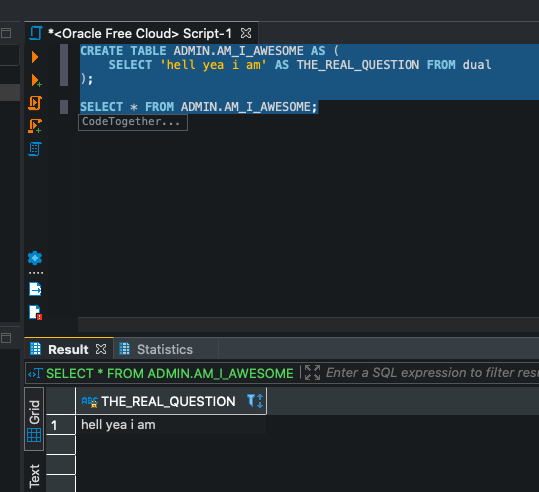 *<Oracle Free Cloud> Script-1
CREATE TABLE ADMIN.AM_I_AWESOME AS (
SELECT 'hell yea i am' AS THE_REAL_QUESTION FROM dual
);
SELECT * FROM ADMIN.AM_I_AWESOME;
CodeTogether...
Result
Statistics
SELECT * FROM ADMIN.AM_I_AWESOME
Enter a SQL expression to filter resu
Grid
ABC THE_REAL_QUESTION
1 hell yea i am
Text